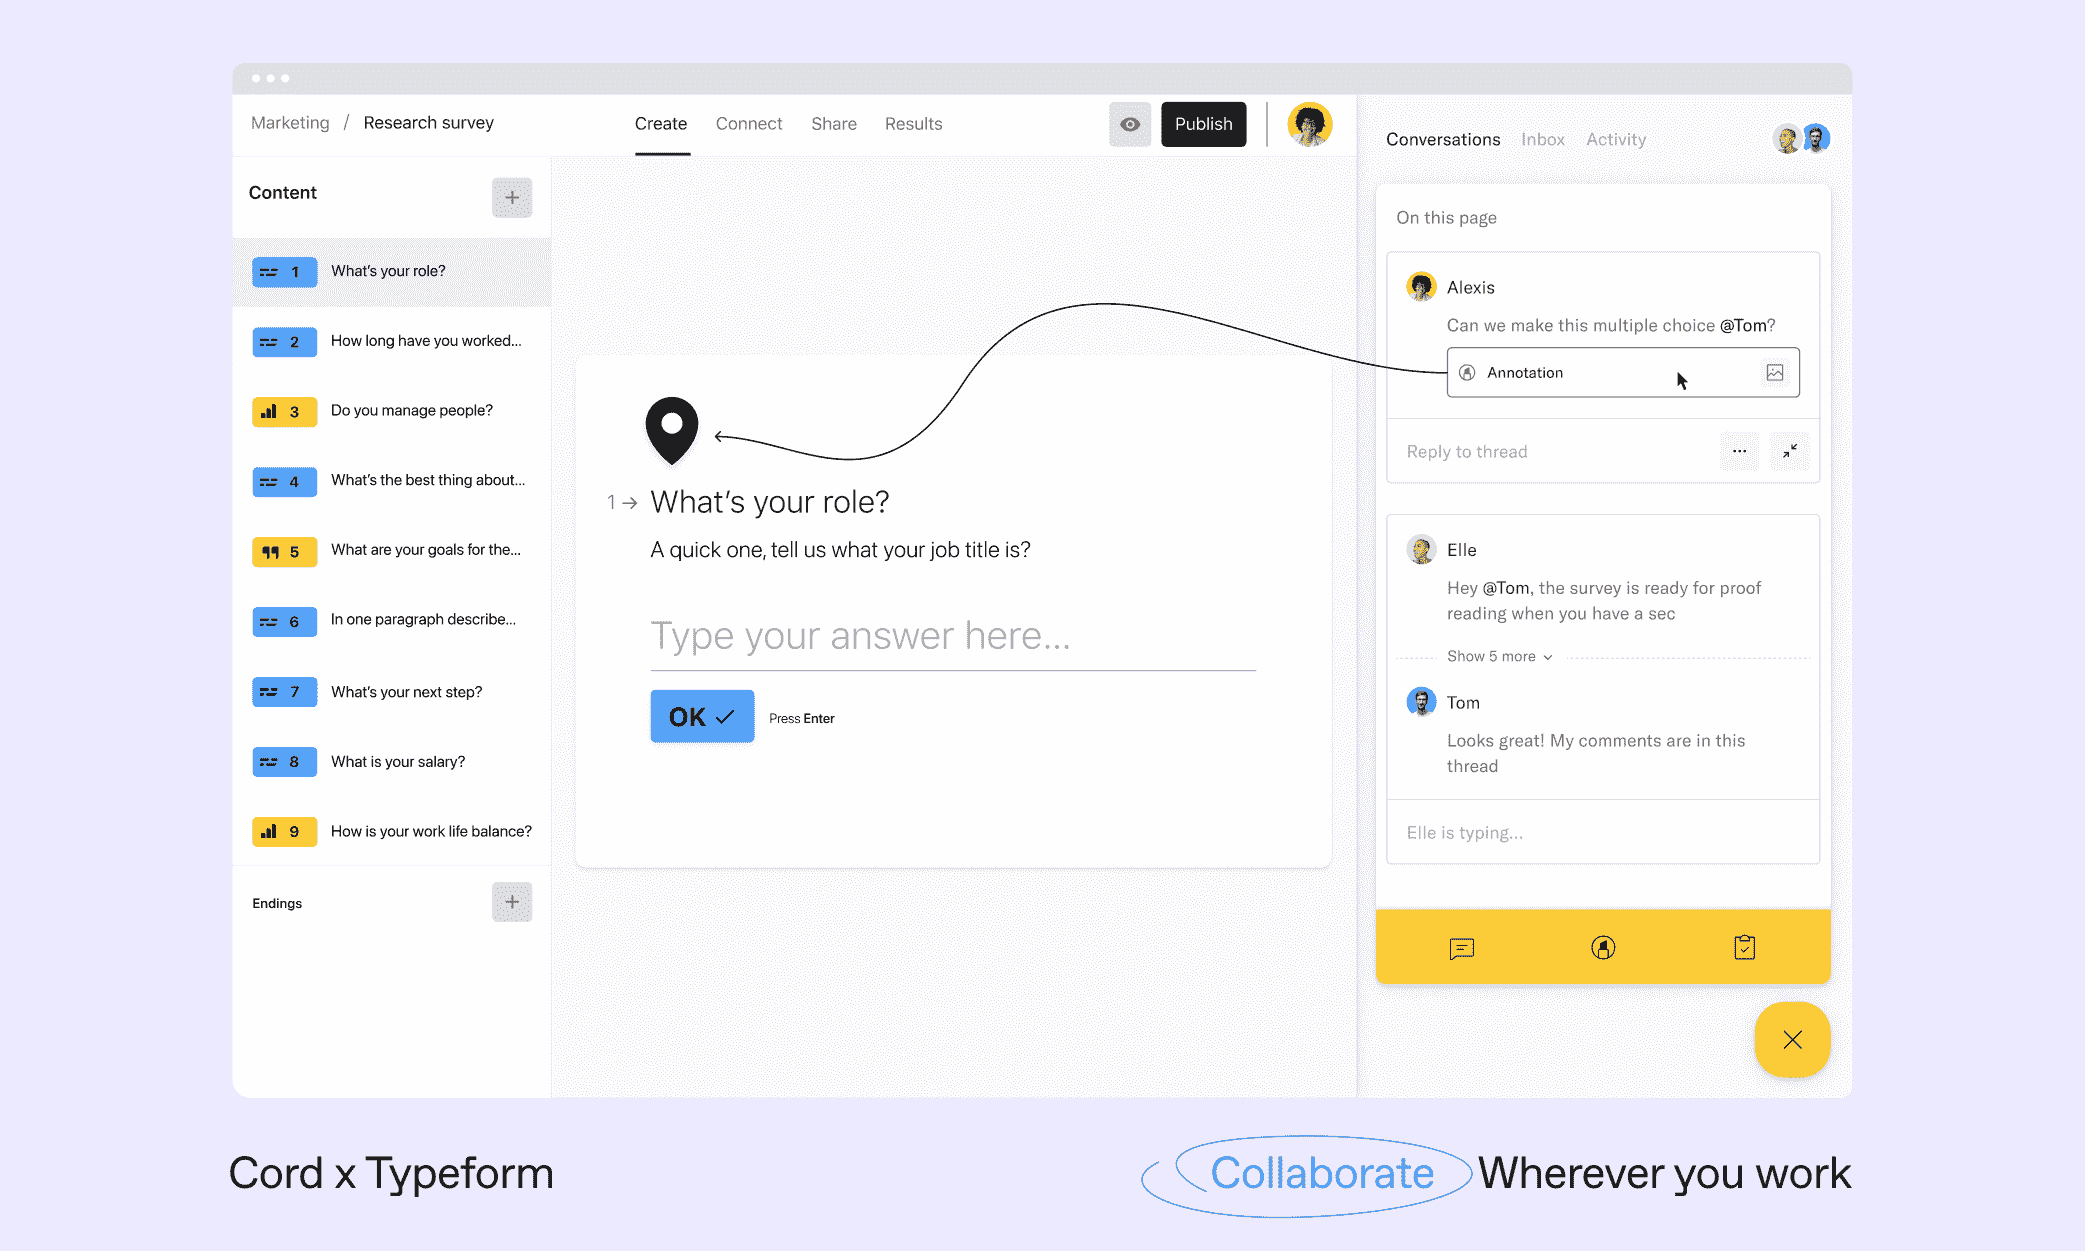 Marketing / Research survey
Create Connect Share Results
Publish
Conversations Inbox Activity
Content
1 What's your role?
2 How long have you worked...
3 Do you manage people?
4 What's the best thing about...
5 What are your goals for the...
6 In one paragraph describe...
7 What's your next step?
8 What is your salary?
9 How is your work life balance?
Endings
1 → What's your role?
A quick one, tell us what your job title is?
Type your answer here...
OK ✓ Press Enter
On this page
Alexis
Can we make this multiple choice @Tom?
Annotation
Reply to thread
Elle
Hey @Tom, the survey is ready for proof
reading when you have a sec
Show 5 more
Tom
Looks great! My comments are in this
thread
Elle is typing...
Cord x Typeform
Collaborate Wherever you work